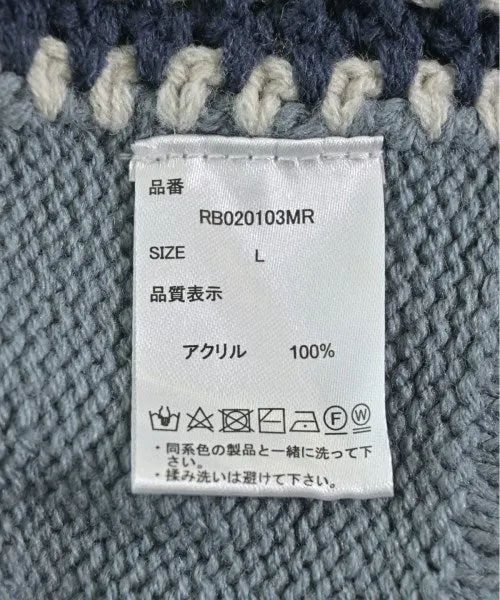 品番
RB020103MR
SIZE L
品質表示
アクリル 100%
F W
・同系色の製品と一緒に洗って下
さい。
・揉み洗いは避けて下さい。